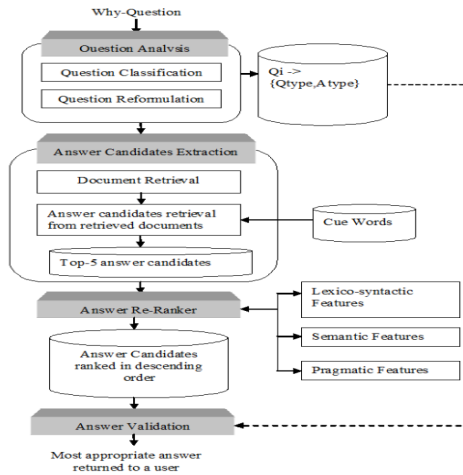 Why-Question
Question Analysis
Question Classification
Question Reformulation
Qi ->
{Qtype,Atype}
Answer Candidates Extraction
Document Retrieval
Answer candidates retrieval
from retrieved documents
Cue Words
Top-5 answer candidates
Answer Re-Ranker
Lexico-syntactic
Features
Semantic Features
Pragmatic Features
Answer Candidates
ranked in descending
order
Answer Validation
Most appropriate answer
returned to a user